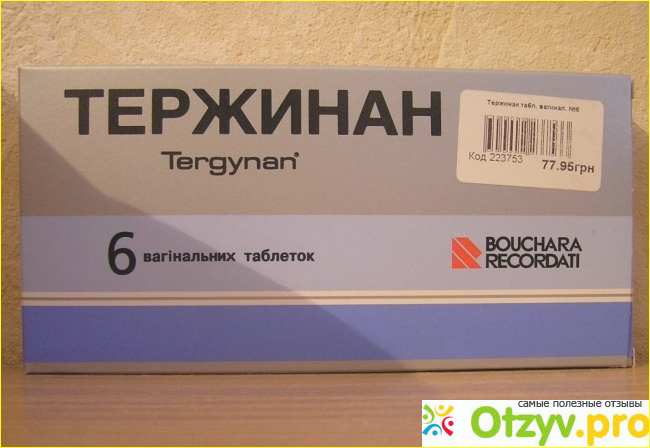 ТЕРЖИНАН
Tergynan®
Тержинан табл. вагинал. №6
Код 223753
77.95грн
6 вагінальних таблеток
BOUCHARA
RECORDATI
самые полезные отзывы
Otzyv.pro